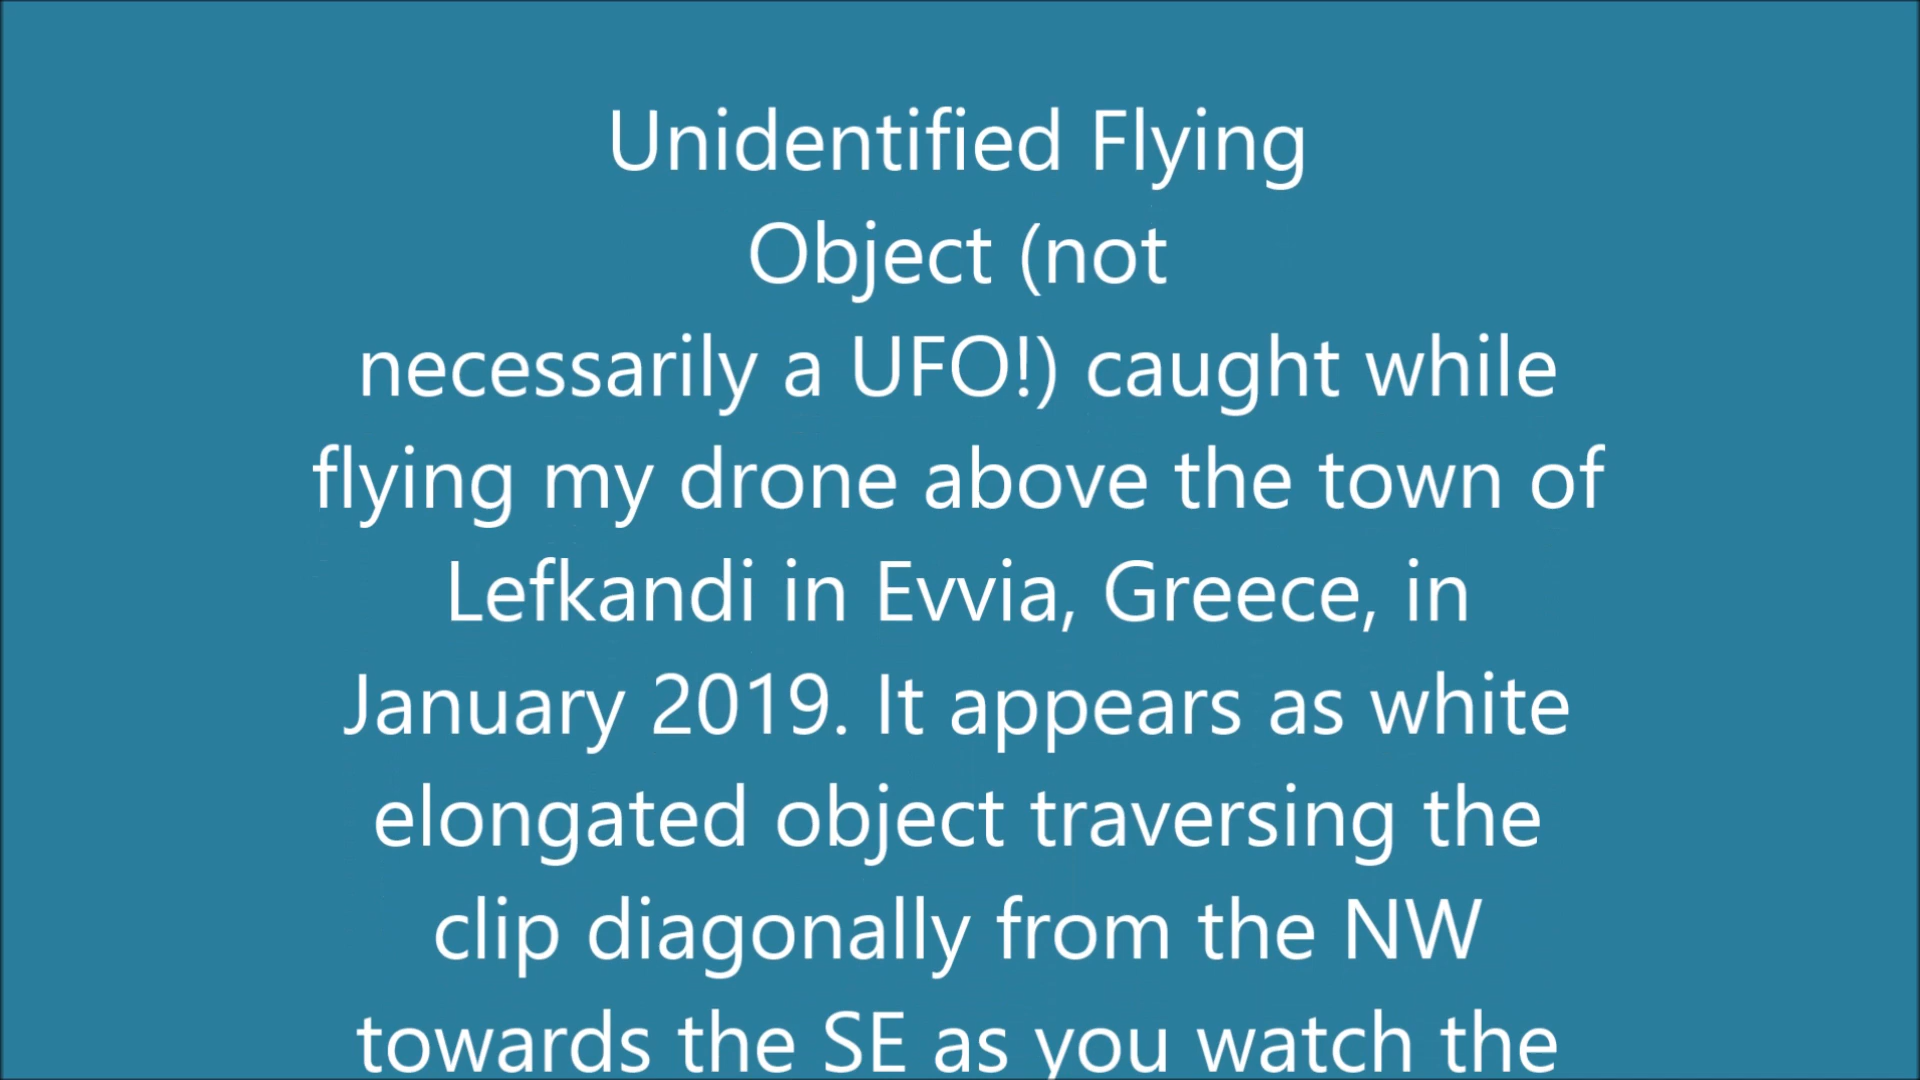 Unidentified Flying
Object (not
necessarily a UFO!) caught while
flying my drone above the town of
Lefkandi in Evvia, Greece, in
January 2019. It appears as white
elongated object traversing the
clip diagonally from the NW
towards the SE as you watch the